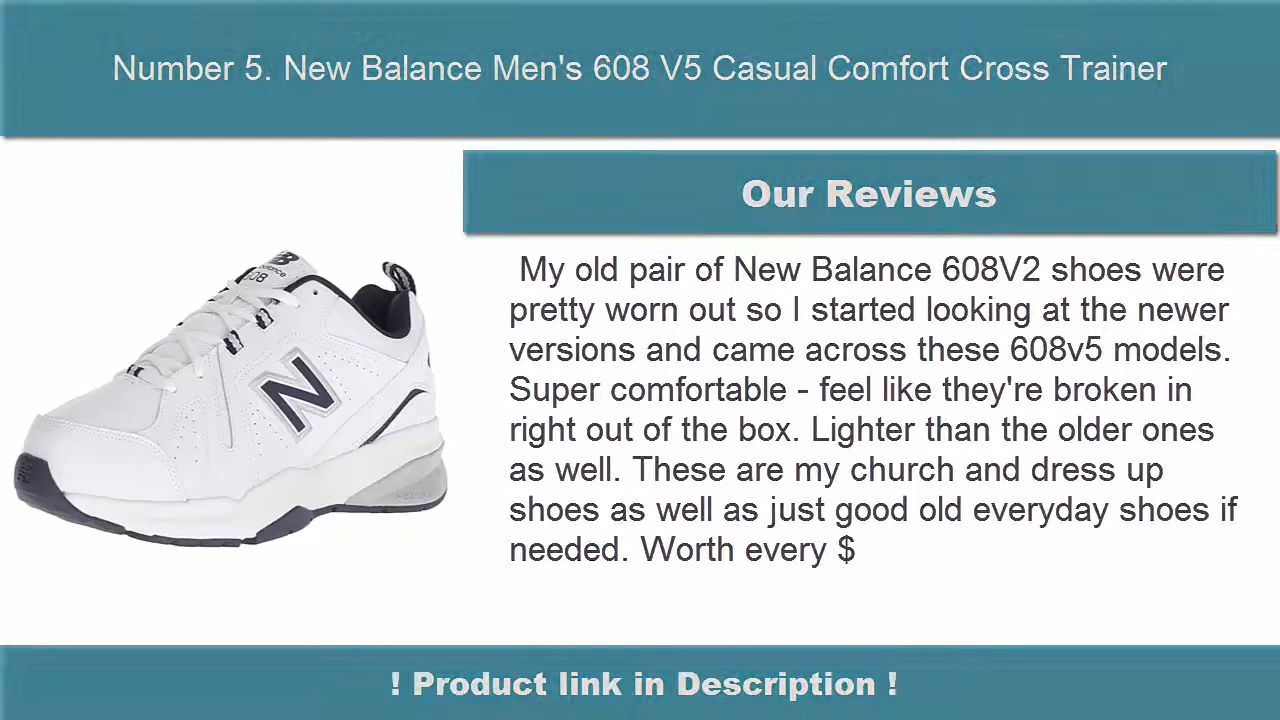 Number 5. New Balance Men's 608 V5 Casual Comfort Cross Trainer
Our Reviews
My old pair of New Balance 608V2 shoes were
pretty worn out so I started looking at the newer
versions and came across these 608v5 models.
Super comfortable - feel like they're broken in
right out of the box. Lighter than the older ones
as well. These are my church and dress up
shoes as well as just good old everyday shoes if
needed. Worth every $
N
! Product link in Description !